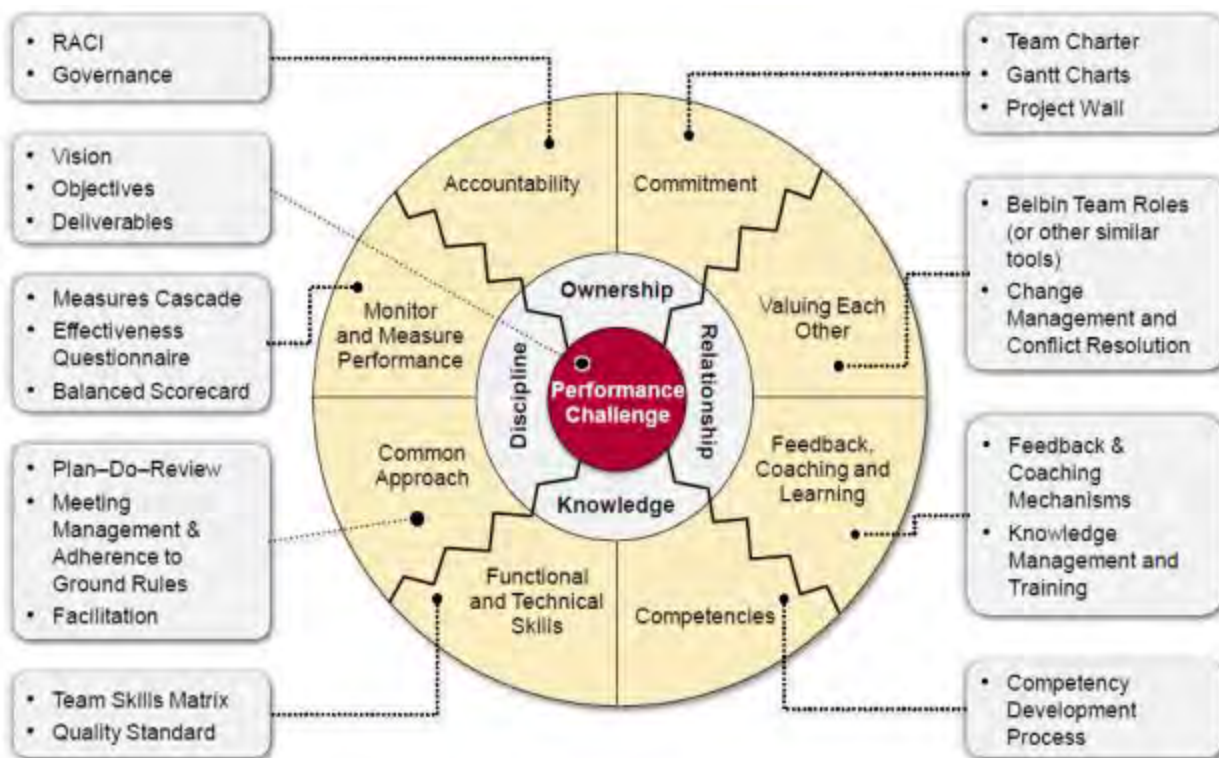 • RACI
• Governance
• Vision
• Objectives
• Deliverables
• Measures Cascade
• Effectiveness
Questionnaire
• Balanced Scorecard
• Plan–Do–Review
• Meeting
Management &
Adherence to
Ground Rules
• Facilitation
• Team Skills Matrix
• Quality Standard
Accountability
Commitment
Monitor
and Measure
Performance
Valuing Each
Other
Common
Approach
Feedback,
Coaching and
Learning
Functional
and Technical
Skills
Competencies
Ownership
Discipline
Relationship
Knowledge
Performance
Challenge
• Team Charter
• Gantt Charts
• Project Wall
• Belbin Team Roles
(or other similar
tools)
• Change
Management and
Conflict Resolution
• Feedback &
Coaching
Mechanisms
• Knowledge
Management and
Training
• Competency
Development
Process